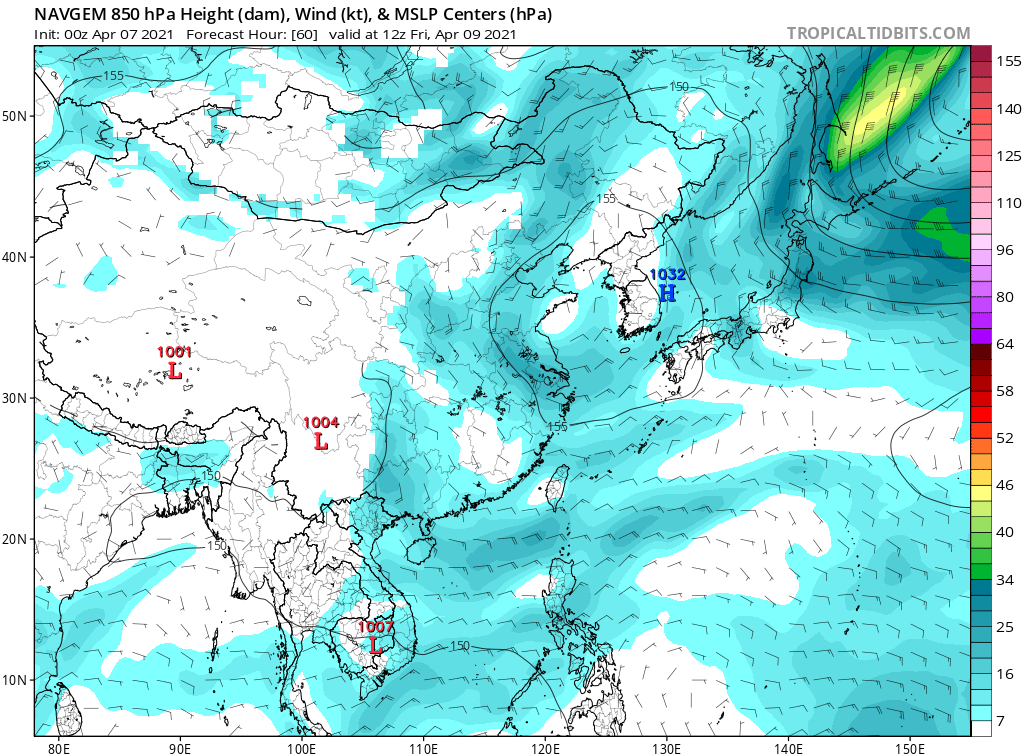 NAVGEM 850 hPa Height (dam), Wind (kt), & MSLP Centers (hPa)
Init: 00z Apr 07 2021 Forecast Hour: [60] valid at 12z Fri, Apr 09 2021 TROPICALTIDBITS.COM
155
150
50N
155
40N
1032
H
1001
L
30N
1004
L
155
150
20N
150
1007
L
150
10N
80E 90E 100E 110E 120E 130E 140E 150E
155
140
125
110
96
80
64
58
52
46
40
34
25
16
7